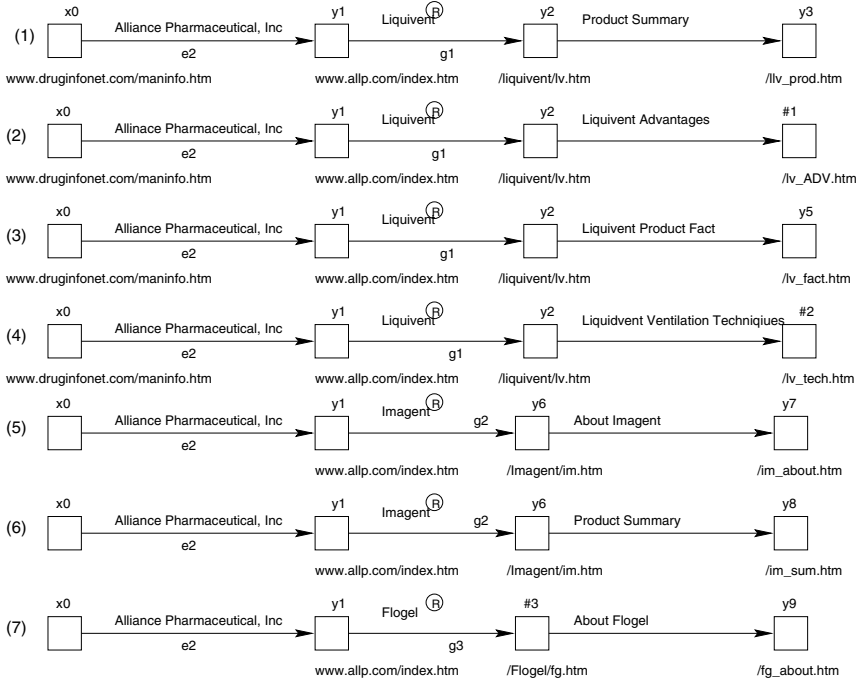 x0 y1 Liquivent ® y2 y3
(1) Alliance Pharmaceutical, Inc Product Summary
e2 g1
www.druginfonet.com/maninfo.htm www.allp.com/index.htm /liquivent/lv.htm /llv_prod.htm
x0 y1 Liquivent ® y2 #1
(2) Allinace Pharmaceutical, Inc Liquivent Advantages
e2 g1
www.druginfonet.com/maninfo.htm www.allp.com/index.htm /liquivent/lv.htm /lv_ADV.htm
x0 y1 Liquivent ® y2 y5
(3) Alliance Pharmaceutical, Inc Liquivent Product Fact
e2 g1
www.druginfonet.com/maninfo.htm www.allp.com/index.htm /liquivent/lv.htm /lv_fact.htm
x0 y1 Liquivent ® y2 #2
(4) Alliance Pharmaceutical, Inc Liquidvent Ventilation Techniqiues
e2 g1
www.druginfonet.com/maninfo.htm www.allp.com/index.htm /liquivent/lv.htm /lv_tech.htm
x0 y1 Imagent ® y6 y7
(5) Alliance Pharmaceutical, Inc g2 About Imagent
e2
www.allp.com/index.htm /Imagent/im.htm /im_about.htm
x0 y1 Imagent ® y6 y8
(6) Alliance Pharmaceutical, Inc g2 Product Summary
e2
www.allp.com/index.htm /Imagent/im.htm /im_sum.htm
x0 y1 Flogel ® #3 y9
(7) Alliance Pharmaceutical, Inc About Flogel
e2 g3
www.allp.com/index.htm /Flogel/fg.htm /fg_about.htm